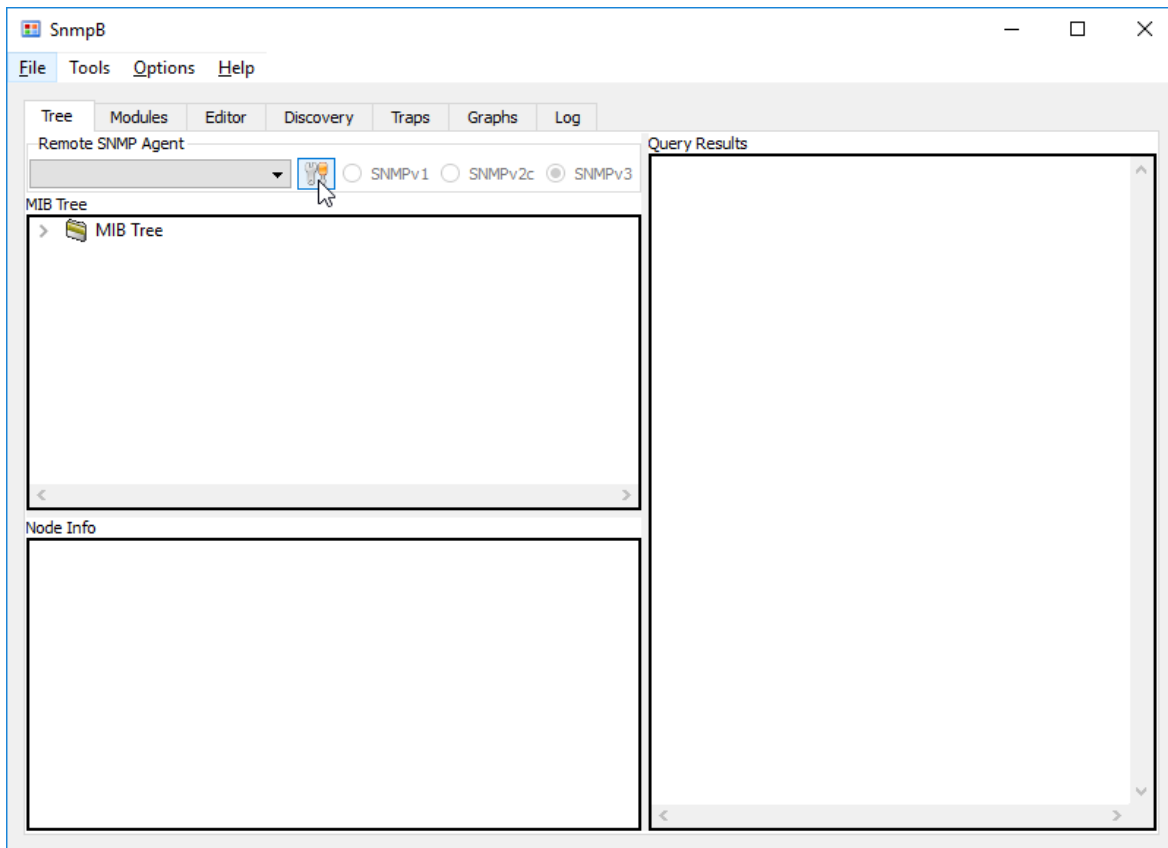 SnmpB
File Tools Options Help
Tree Modules Editor Discovery Traps Graphs Log
Remote SNMP Agent
SNMPv1 SNMPv2c SNMPv3
MIB Tree
MIB Tree
Node Info
Query Results